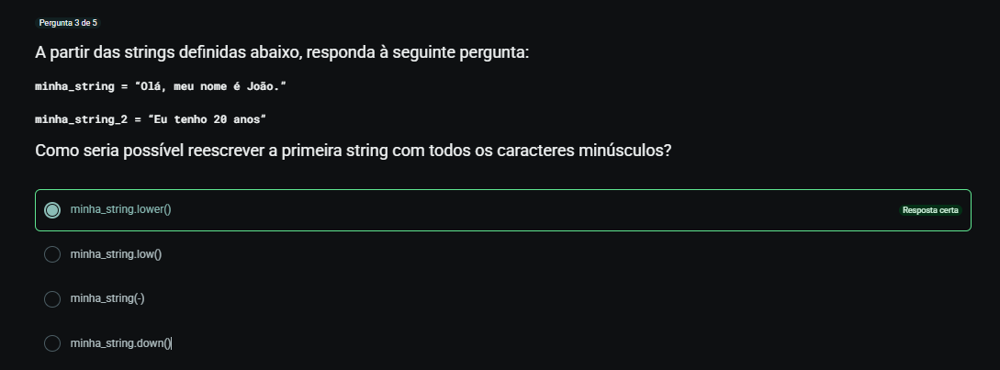 Pergunta 3 de 5
A partir das strings definidas abaixo, responda à seguinte pergunta:
minha_string = “Olá, meu nome é João.”
minha_string_2 = “Eu tenho 20 anos”
Como seria possível reescrever a primeira string com todos os caracteres minúsculos?
minha_string.lower()
Resposta certa
minha_string.low()
minha_string(-)
minha_string.down()